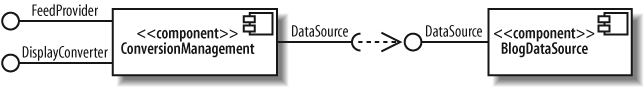 FeedProvider
DisplayConverter
<<component>>
ConversionManagement
DataSource
DataSource
<<component>>
BlogDataSource